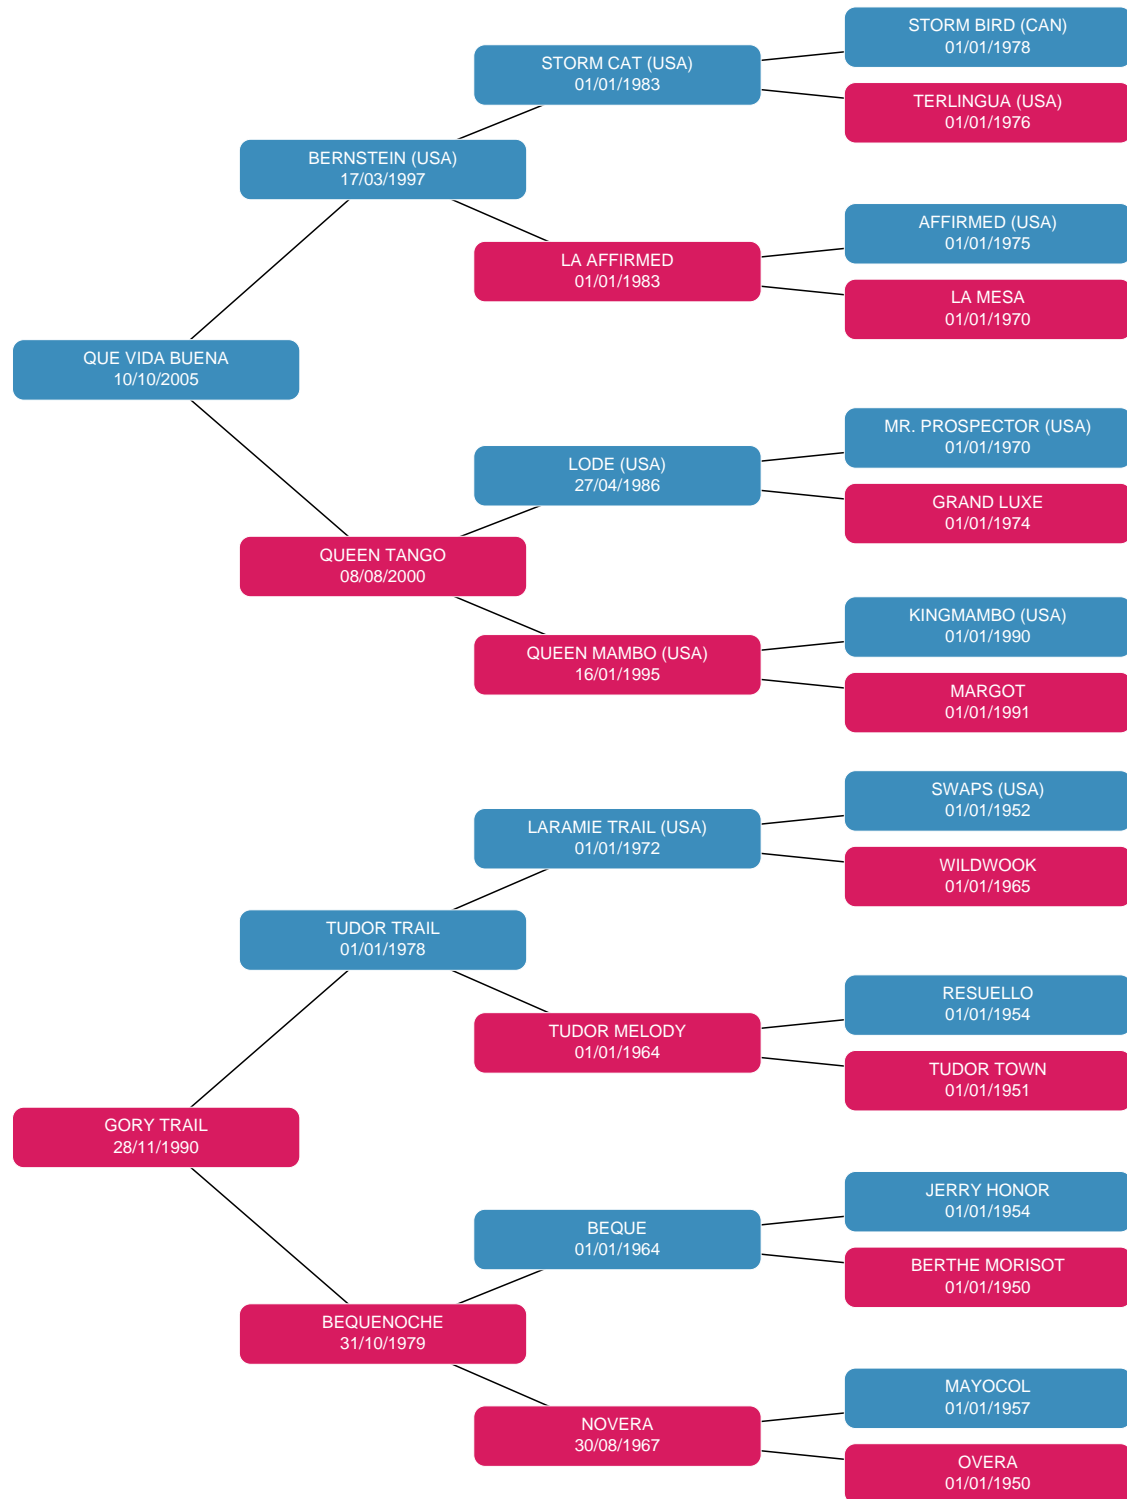 STORM BIRD (CAN)
01/01/1978
STORM CAT (USA)
01/01/1983
TERLINGUA (USA)
01/01/1976
BERNSTEIN (USA)
17/03/1997
AFFIRMED (USA)
01/01/1975
LA AFFIRMED
01/01/1983
LA MESA
01/01/1970
QUE VIDA BUENA
10/10/2005
MR. PROSPECTOR (USA)
01/01/1970
LODE (USA)
27/04/1986
GRAND LUXE
01/01/1974
QUEEN TANGO
08/08/2000
KINGMAMBO (USA)
01/01/1990
QUEEN MAMBO (USA)
16/01/1995
MARGOT
01/01/1991
SWAPS (USA)
01/01/1952
LARAMIE TRAIL (USA)
01/01/1972
WILDWOOK
01/01/1965
TUDOR TRAIL
01/01/1978
RESUELLO
01/01/1954
TUDOR MELODY
01/01/1964
TUDOR TOWN
01/01/1951
GORY TRAIL
28/11/1990
JERRY HONOR
01/01/1954
BEQUE
01/01/1964
BERTHE MORISOT
01/01/1950
BEQUENOCHE
31/10/1979
MAYOCOL
01/01/1957
NOVERA
30/08/1967
OVERA
01/01/1950